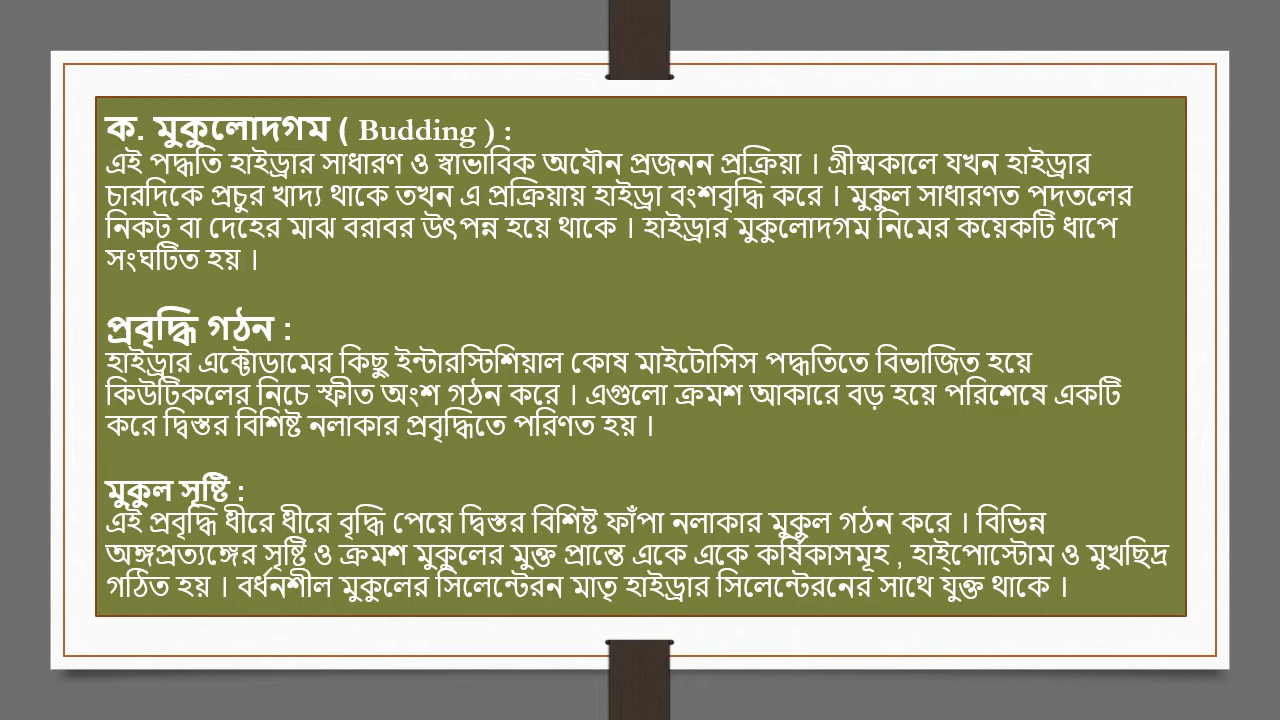 ক. মুকুলোদগম ( Budding ) :
এই পদ্ধতি হাইড্রার সাধারণ ও স্বাভাবিক অযৌন প্রজনন প্রক্রিয়া । গ্রীষ্মকালে যখন হাইড্রার
চারদিকে প্রচুর খাদ্য থাকে তখন এ প্রক্রিয়ায় হাইড্রা বংশবৃদ্ধি করে । মুকুল সাধারণত পদতলের
নিকট বা দেহের মাঝ বরাবর উৎপন্ন হয়ে থাকে । হাইড্রার মুকুলোদগম নিমের কয়েকটি ধাপে
সংঘটিত হয় ।
প্রবৃদ্ধি গঠন :
হাইড্রার এক্টোডামের কিছু ইন্টারস্টিশিয়াল কোষ মাইটোসিস পদ্ধতিতে বিভাজিত হয়ে
কিউটিকলের নিচে স্ফীত অংশ গঠন করে । এগুলো ক্রমশ আকারে বড় হয়ে পরিশেষে একটি
করে দ্বিস্তর বিশিষ্ট নলাকার প্রবৃদ্ধিতে পরিণত হয় ।
মুকুল সৃষ্টি :
এই প্রবৃদ্ধি ধীরে ধীরে বৃদ্ধি পেয়ে দ্বিস্তর বিশিষ্ট ফাঁপা নলাকার মুকুল গঠন করে । বিভিন্ন
অঙ্গপ্রত্যঙ্গের সৃষ্টি ও ক্রমশ মুকুলের মুক্ত প্রান্তে একে একে কর্ষিকাসমূহ , হাইপোস্টোম ও মুখছিদ্র
গঠিত হয় । বর্ধনশীল মুকুলের সিলেন্টেরন মাতৃ হাইড্রার সিলেন্টেরনের সাথে যুক্ত থাকে ।